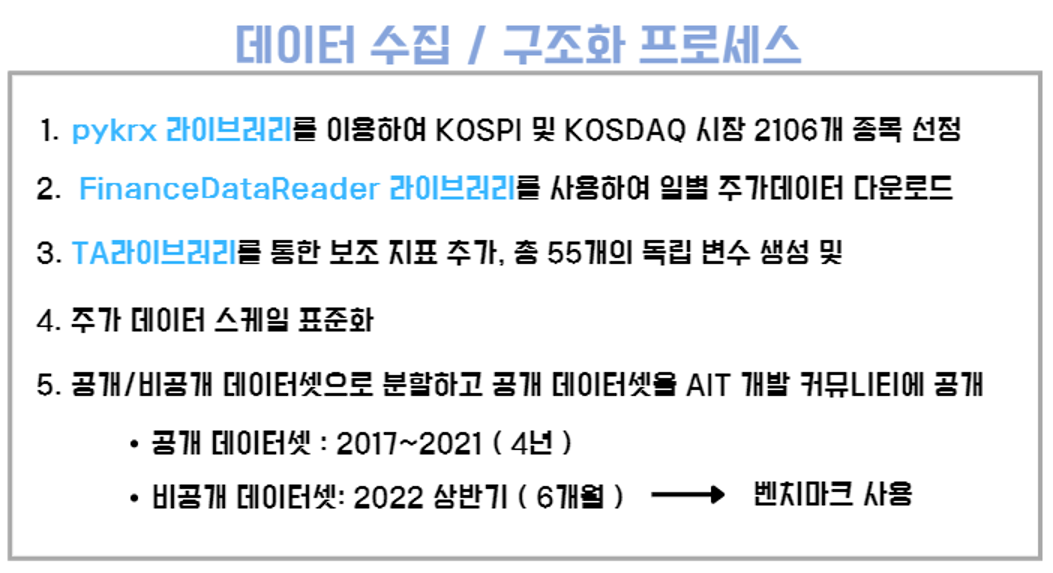 데이터 수집 / 구조화 프로세스
1. pykrx 라이브러리를 이용하여 KOSPI 및 KOSDAQ 시장 2106개 종목 선정
2. FinanceDataReader 라이브러리를 사용하여 일별 주가데이터 다운로드
3. TA라이브러리를 통한 보조 지표 추가, 총 55개의 독립 변수 생성 및
4. 주가 데이터 스케일 표준화
5. 공개/비공개 데이터셋으로 분할하고 공개 데이터셋을 AIT 개발 커뮤니티에 공개
• 공개 데이터셋 : 2017~2021 ( 4년 )
• 비공개 데이터셋: 2022 상반기 ( 6개월 ) → 벤치마크 사용